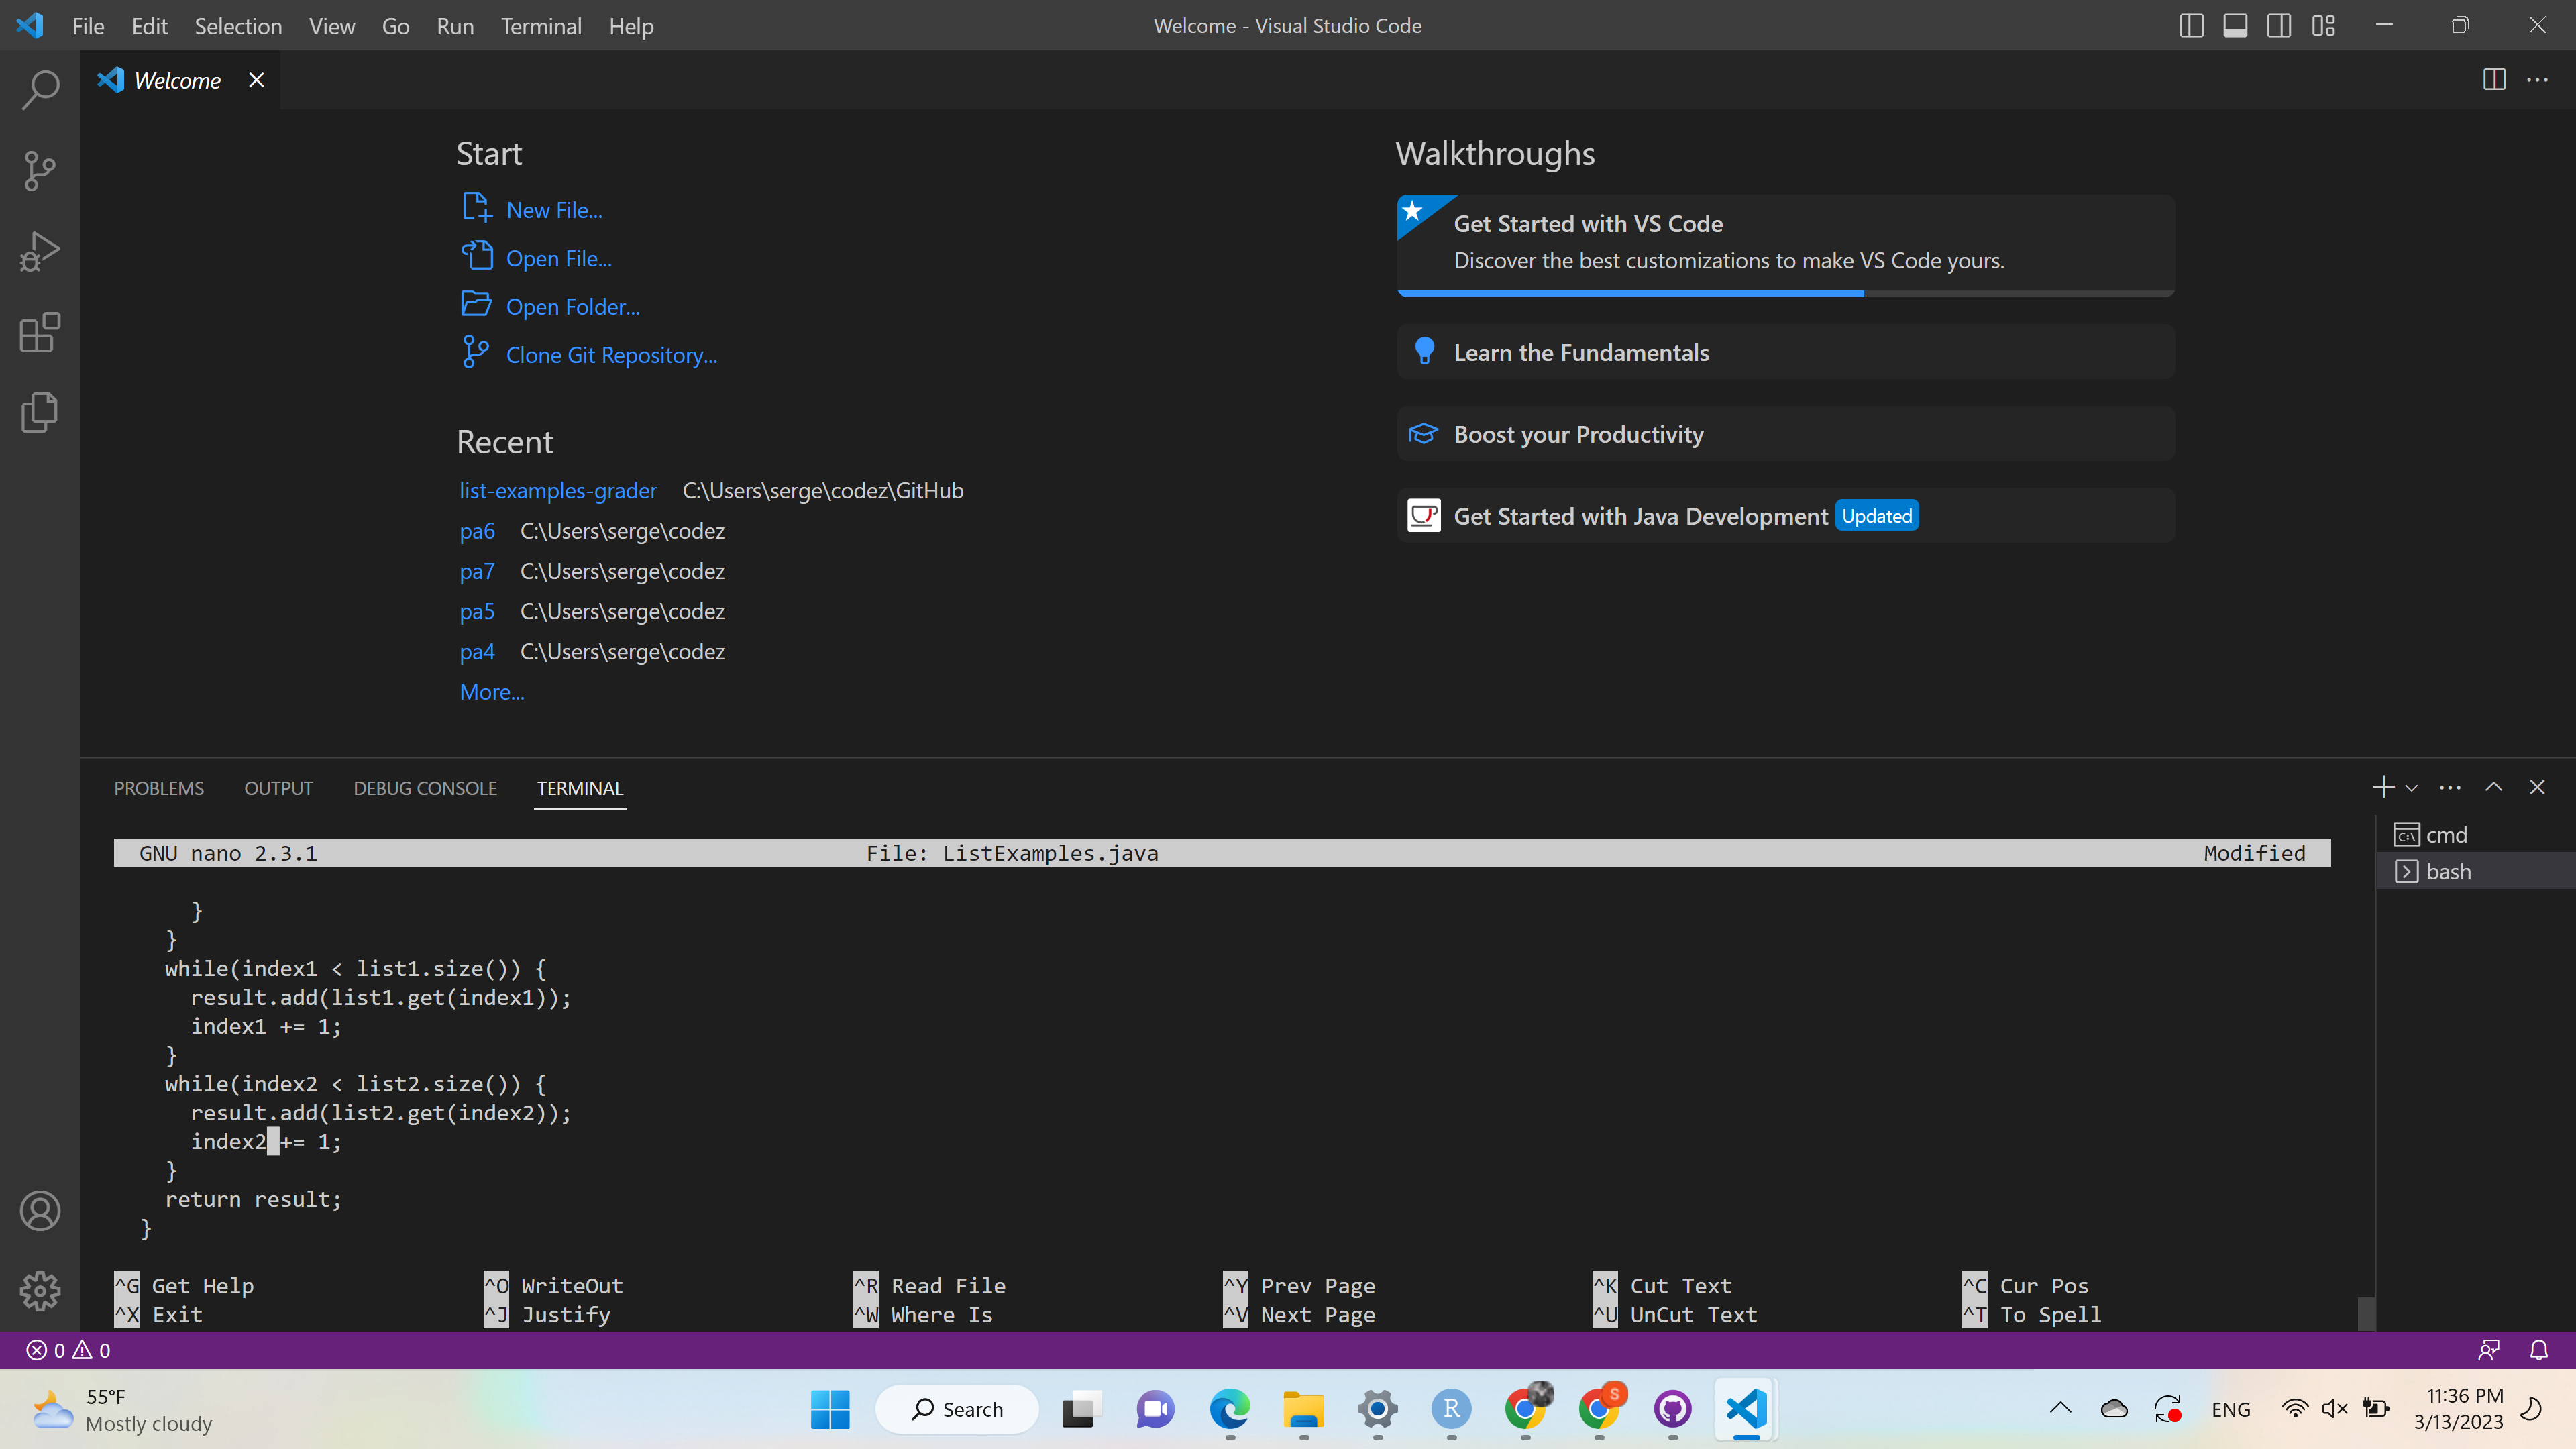 File Edit Selection View Go Run Terminal Help
Welcome - Visual Studio Code
Welcome
Start
New File...
Open File...
Open Folder...
Clone Git Repository...
Recent
list-examples-grader C:\Users\serge\codez\GitHub
pa6 C:\Users\serge\codez
pa7 C:\Users\serge\codez
pa5 C:\Users\serge\codez
pa4 C:\Users\serge\codez
More...
Walkthroughs
Get Started with VS Code
Discover the best customizations to make VS Code yours.
Learn the Fundamentals
Boost your Productivity
Get Started with Java Development Updated
PROBLEMS OUTPUT DEBUG CONSOLE TERMINAL
cmd
bash
GNU nano 2.3.1 File: ListExamples.java Modified
}
}
while(index1 < list1.size()) {
result.add(list1.get(index1));
index1 += 1;
}
while(index2 < list2.size()) {
result.add(list2.get(index2));
index2 += 1;
}
return result;
}
^G Get Help ^O WriteOut ^R Read File ^Y Prev Page ^K Cut Text ^C Cur Pos
^X Exit ^J Justify ^W Where Is ^V Next Page ^U UnCut Text ^T To Spell
0 0
55°F
Mostly cloudy
Search
R
S
ENG
11:36 PM
3/13/2023